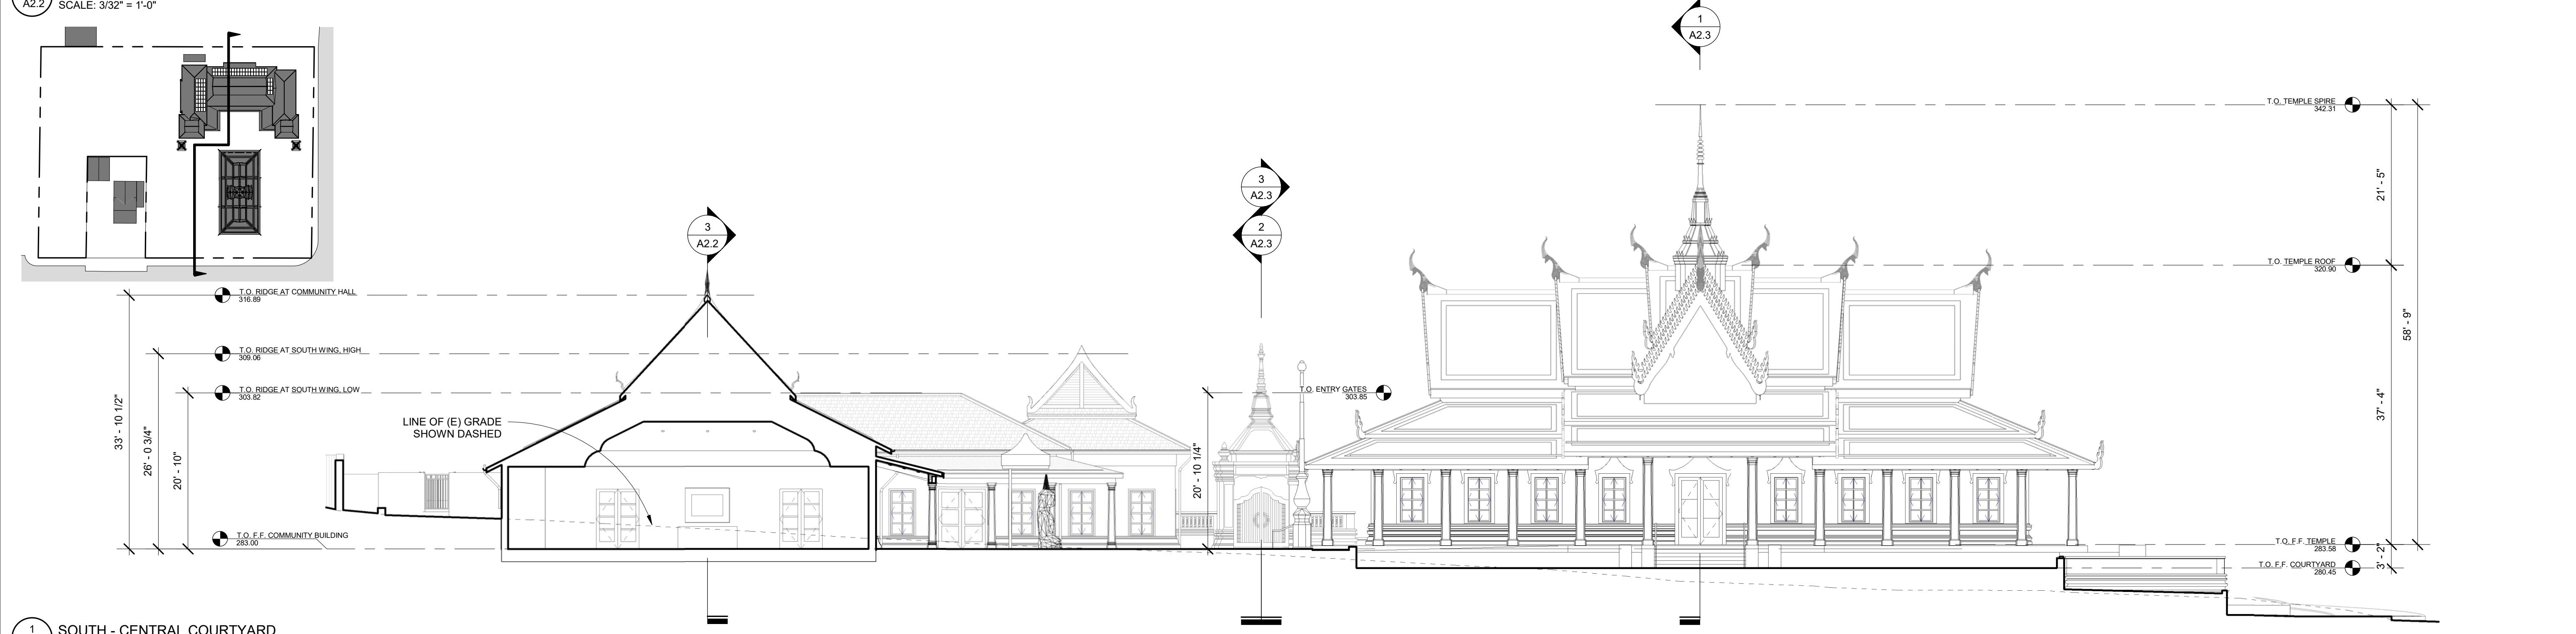 A2.2
SCALE: 3/32" = 1'-0"
1
A2.3
T.O. TEMPLE SPIRE
342.31
3
A2.3
21' - 5"
3
A2.2
2
A2.3
T.O. TEMPLE ROOF
320.90
T.O. RIDGE AT COMMUNITY HALL
316.89
58' - 9"
T.O. RIDGE AT SOUTH WING, HIGH
309.06
T.O. RIDGE AT SOUTH WING, LOW
303.82
T.O. ENTRY GATES
303.85
33' - 10 1/2"
26' - 0 3/4"
20' - 10"
LINE OF (E) GRADE
SHOWN DASHED
37' - 4"
20' - 10 1/4"
T.O. F.F. COMMUNITY BUILDING
283.00
T.O. F.F. TEMPLE
283.58
3' - 2"
T.O. F.F. COURTYARD
280.45
1
SOUTH - CENTRAL COURTYARD